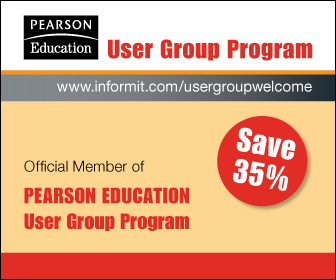 PEARSON
Education
User Group Program
www.informit.com/usergroupwelcome
Save
35%
Official Member of
PEARSON EDUCATION
User Group Program